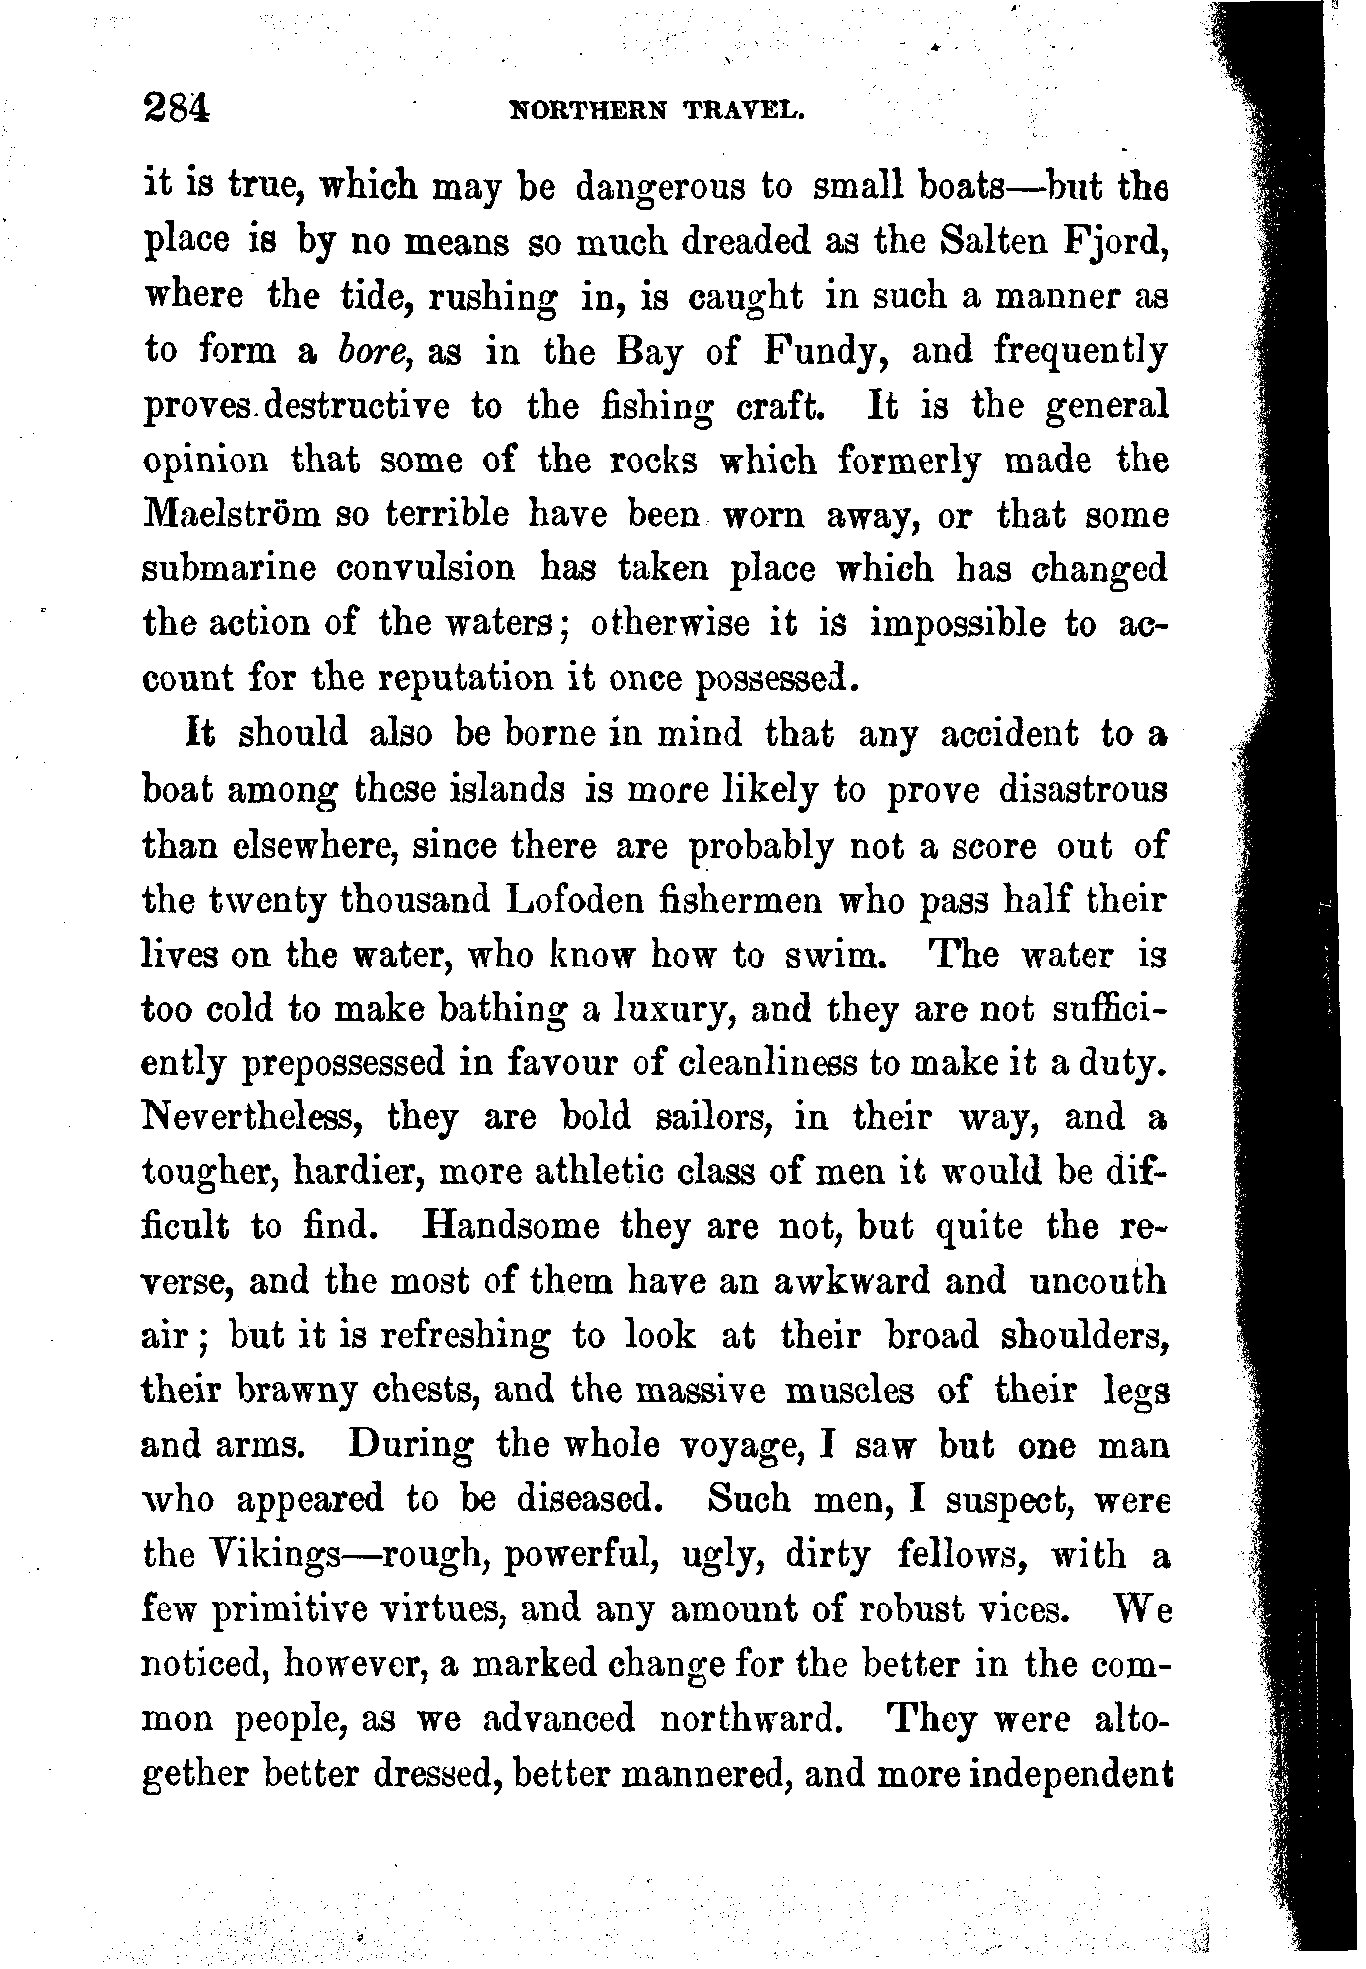 284 NORTHERN TRAVEL.
it is true, which may be dangerous to small boats—but the
place is by no means so much dreaded as the Salten Fjord,
where the tide, rushing in, is caught in such a manner as
to form a bore, as in the Bay of Fundy, and frequently
proves destructive to the fishing craft. It is the general
opinion that some of the rocks which formerly made the
Maelström so terrible have been worn away, or that some
submarine convulsion has taken place which has changed
the action of the waters; otherwise it is impossible to ac-
count for the reputation it once possessed.
It should also be borne in mind that any accident to a
boat among these islands is more likely to prove disastrous
than elsewhere, since there are probably not a score out of
the twenty thousand Lofoden fishermen who pass half their
lives on the water, who know how to swim. The water is
too cold to make bathing a luxury, and they are not suffici-
ently prepossessed in favour of cleanliness to make it a duty.
Nevertheless, they are bold sailors, in their way, and a
tougher, hardier, more athletic class of men it would be dif-
ficult to find. Handsome they are not, but quite the re-
verse, and the most of them have an awkward and uncouth
air; but it is refreshing to look at their broad shoulders,
their brawny chests, and the massive muscles of their legs
and arms. During the whole voyage, I saw but one man
who appeared to be diseased. Such men, I suspect, were
the Vikings—rough, powerful, ugly, dirty fellows, with a
few primitive virtues, and any amount of robust vices. We
noticed, however, a marked change for the better in the com-
mon people, as we advanced northward. They were alto-
gether better dressed, better mannered, and more independent